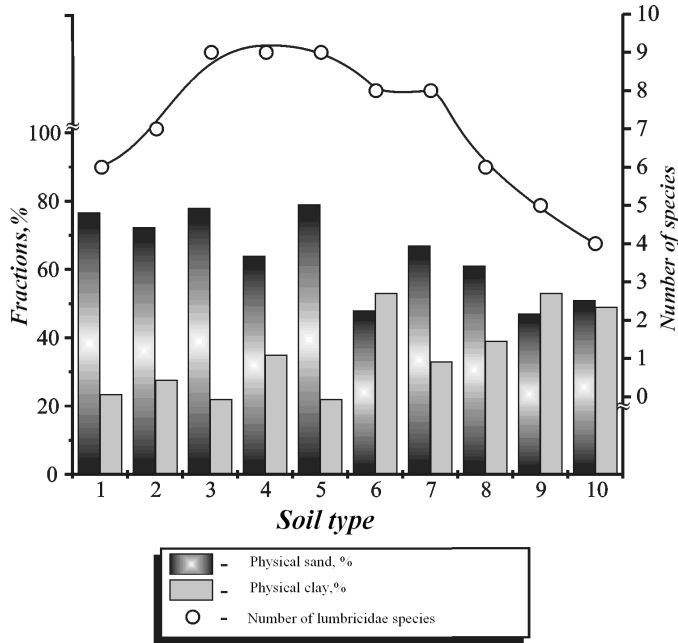 10
9
8
7
6
5
4
3
2
1
0
Number of species
100
80
60
40
20
0
Fractions,%
1 2 3 4 5 6 7 8 9 10
Soil type
- Physical sand, %
- Physical clay,%
- Number of lumbricidae species